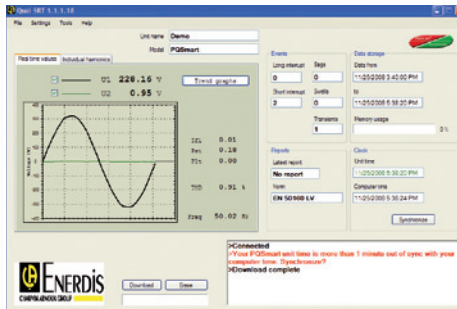 Qual-SRT 1.1.1.18
File Settings Tools Help
Unit name Demo
Model PQSmart
Real time values Individual harmonics
U1 228.16 V
U2 0.95 V
Trend graphs
Voltage (V)
Pst 0.18
Plt 0.00
THD 0.91 %
Freq 50.02 Hz
Events
Long interrupt Sags
0 0
Short interrupt Swells
2 0
Transients
1
Data storage
Data from
11/25/2008 3:40:00 PM
to
11/25/2008 5:38:20 PM
Memory usage
0%
Reports
Latest report
No report
Norm
EN 50160 LV
Clock
Unit time
11/25/2008 5:38:20 PM
Computer time
11/25/2008 5:36:24 PM
Synchronize
>Connected
>Your PQSmart unit time is more than 1 minute out of sync with your
computer time. Synchronize?
>Download complete
ENERDIS
CHAUVIN ARNOUX GROUP
Download Save